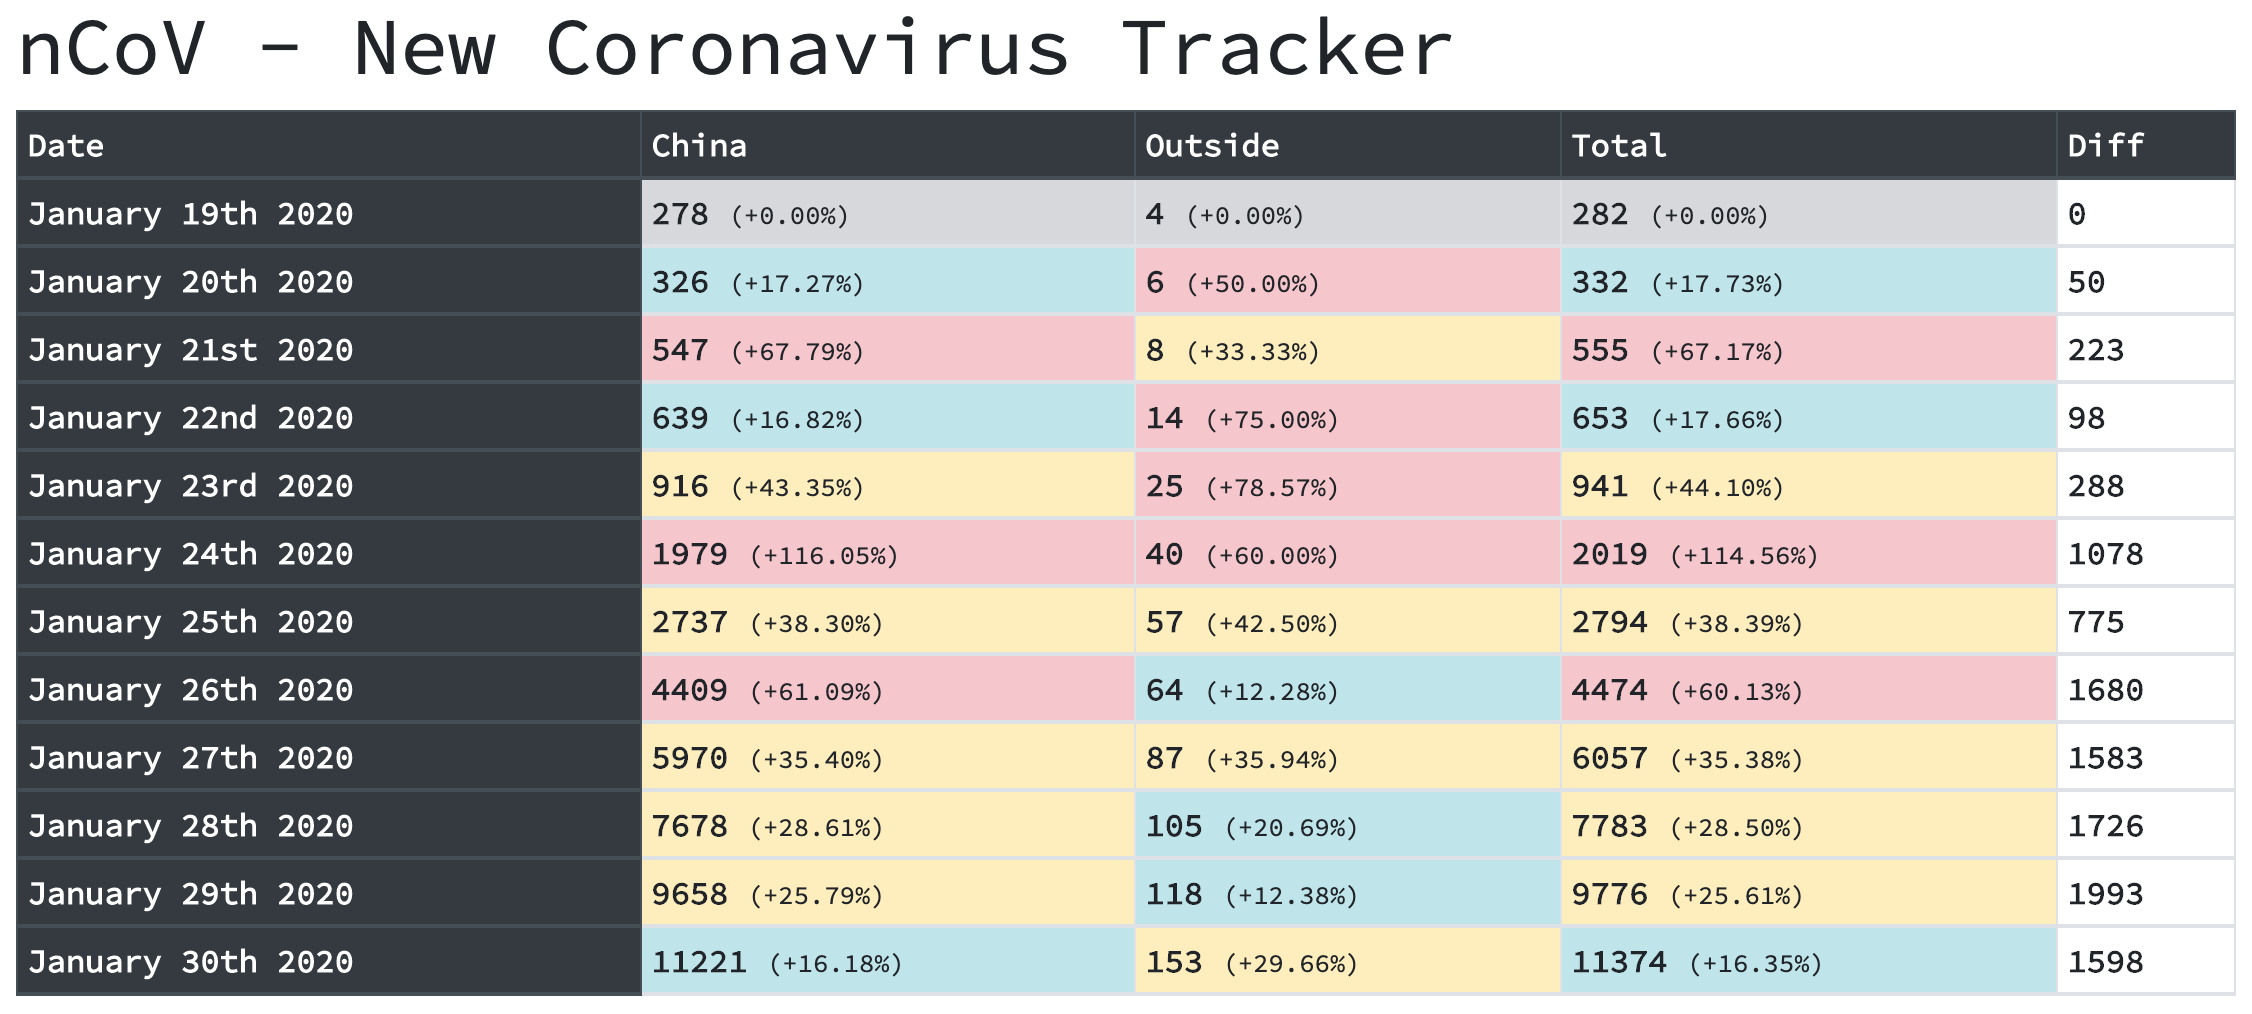 nCoV – New Coronavirus Tracker
Date China Outside Total Diff
January 19th 2020 278 (+0.00%) 4 (+0.00%) 282 (+0.00%) 0
January 20th 2020 326 (+17.27%) 6 (+50.00%) 332 (+17.73%) 50
January 21st 2020 547 (+67.79%) 8 (+33.33%) 555 (+67.17%) 223
January 22nd 2020 639 (+16.82%) 14 (+75.00%) 653 (+17.66%) 98
January 23rd 2020 916 (+43.35%) 25 (+78.57%) 941 (+44.10%) 288
January 24th 2020 1979 (+116.05%) 40 (+60.00%) 2019 (+114.56%) 1078
January 25th 2020 2737 (+38.30%) 57 (+42.50%) 2794 (+38.39%) 775
January 26th 2020 4409 (+61.09%) 64 (+12.28%) 4474 (+60.13%) 1680
January 27th 2020 5970 (+35.40%) 87 (+35.94%) 6057 (+35.38%) 1583
January 28th 2020 7678 (+28.61%) 105 (+20.69%) 7783 (+28.50%) 1726
January 29th 2020 9658 (+25.79%) 118 (+12.38%) 9776 (+25.61%) 1993
January 30th 2020 11221 (+16.18%) 153 (+29.66%) 11374 (+16.35%) 1598